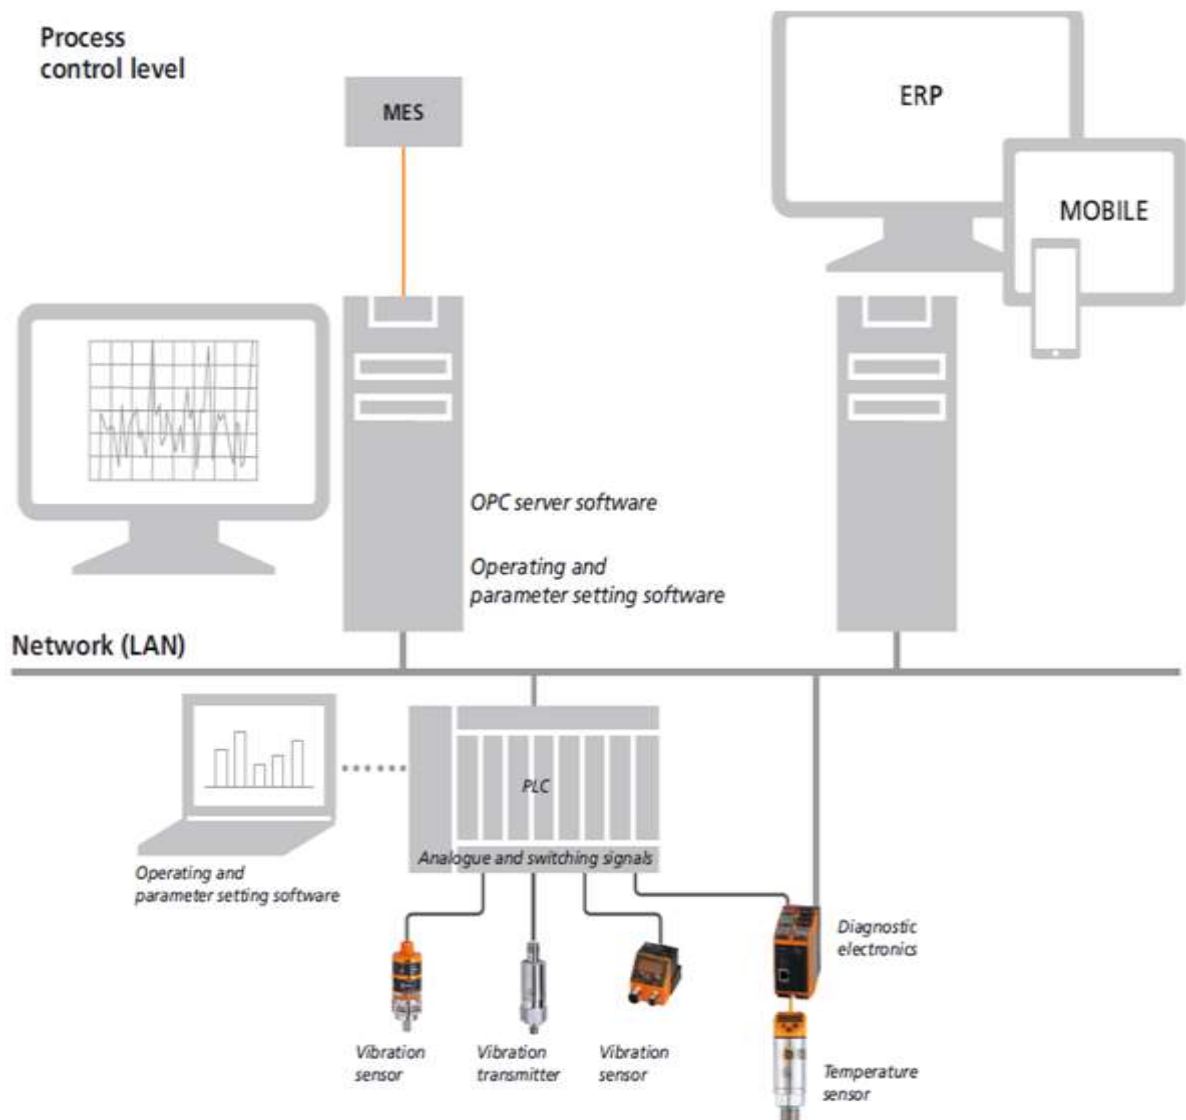 Process
control level
MES
ERP
MOBILE
OPC server software
Operating and
parameter setting software
Network (LAN)
PLC
Analogue and switching signals
Operating and
parameter setting software
Diagnostic
electronics
Vibration
sensor
Vibration
transmitter
Vibration
sensor
Temperature
sensor